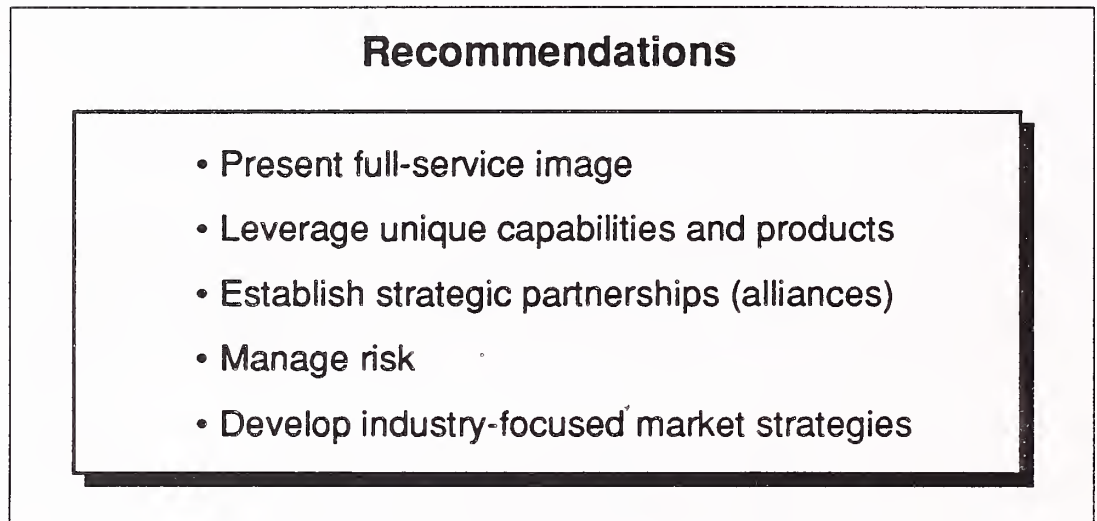 Recommendations
• Present full-service image
• Leverage unique capabilities and products
• Establish strategic partnerships (alliances)
• Manage risk
• Develop industry-focused market strategies